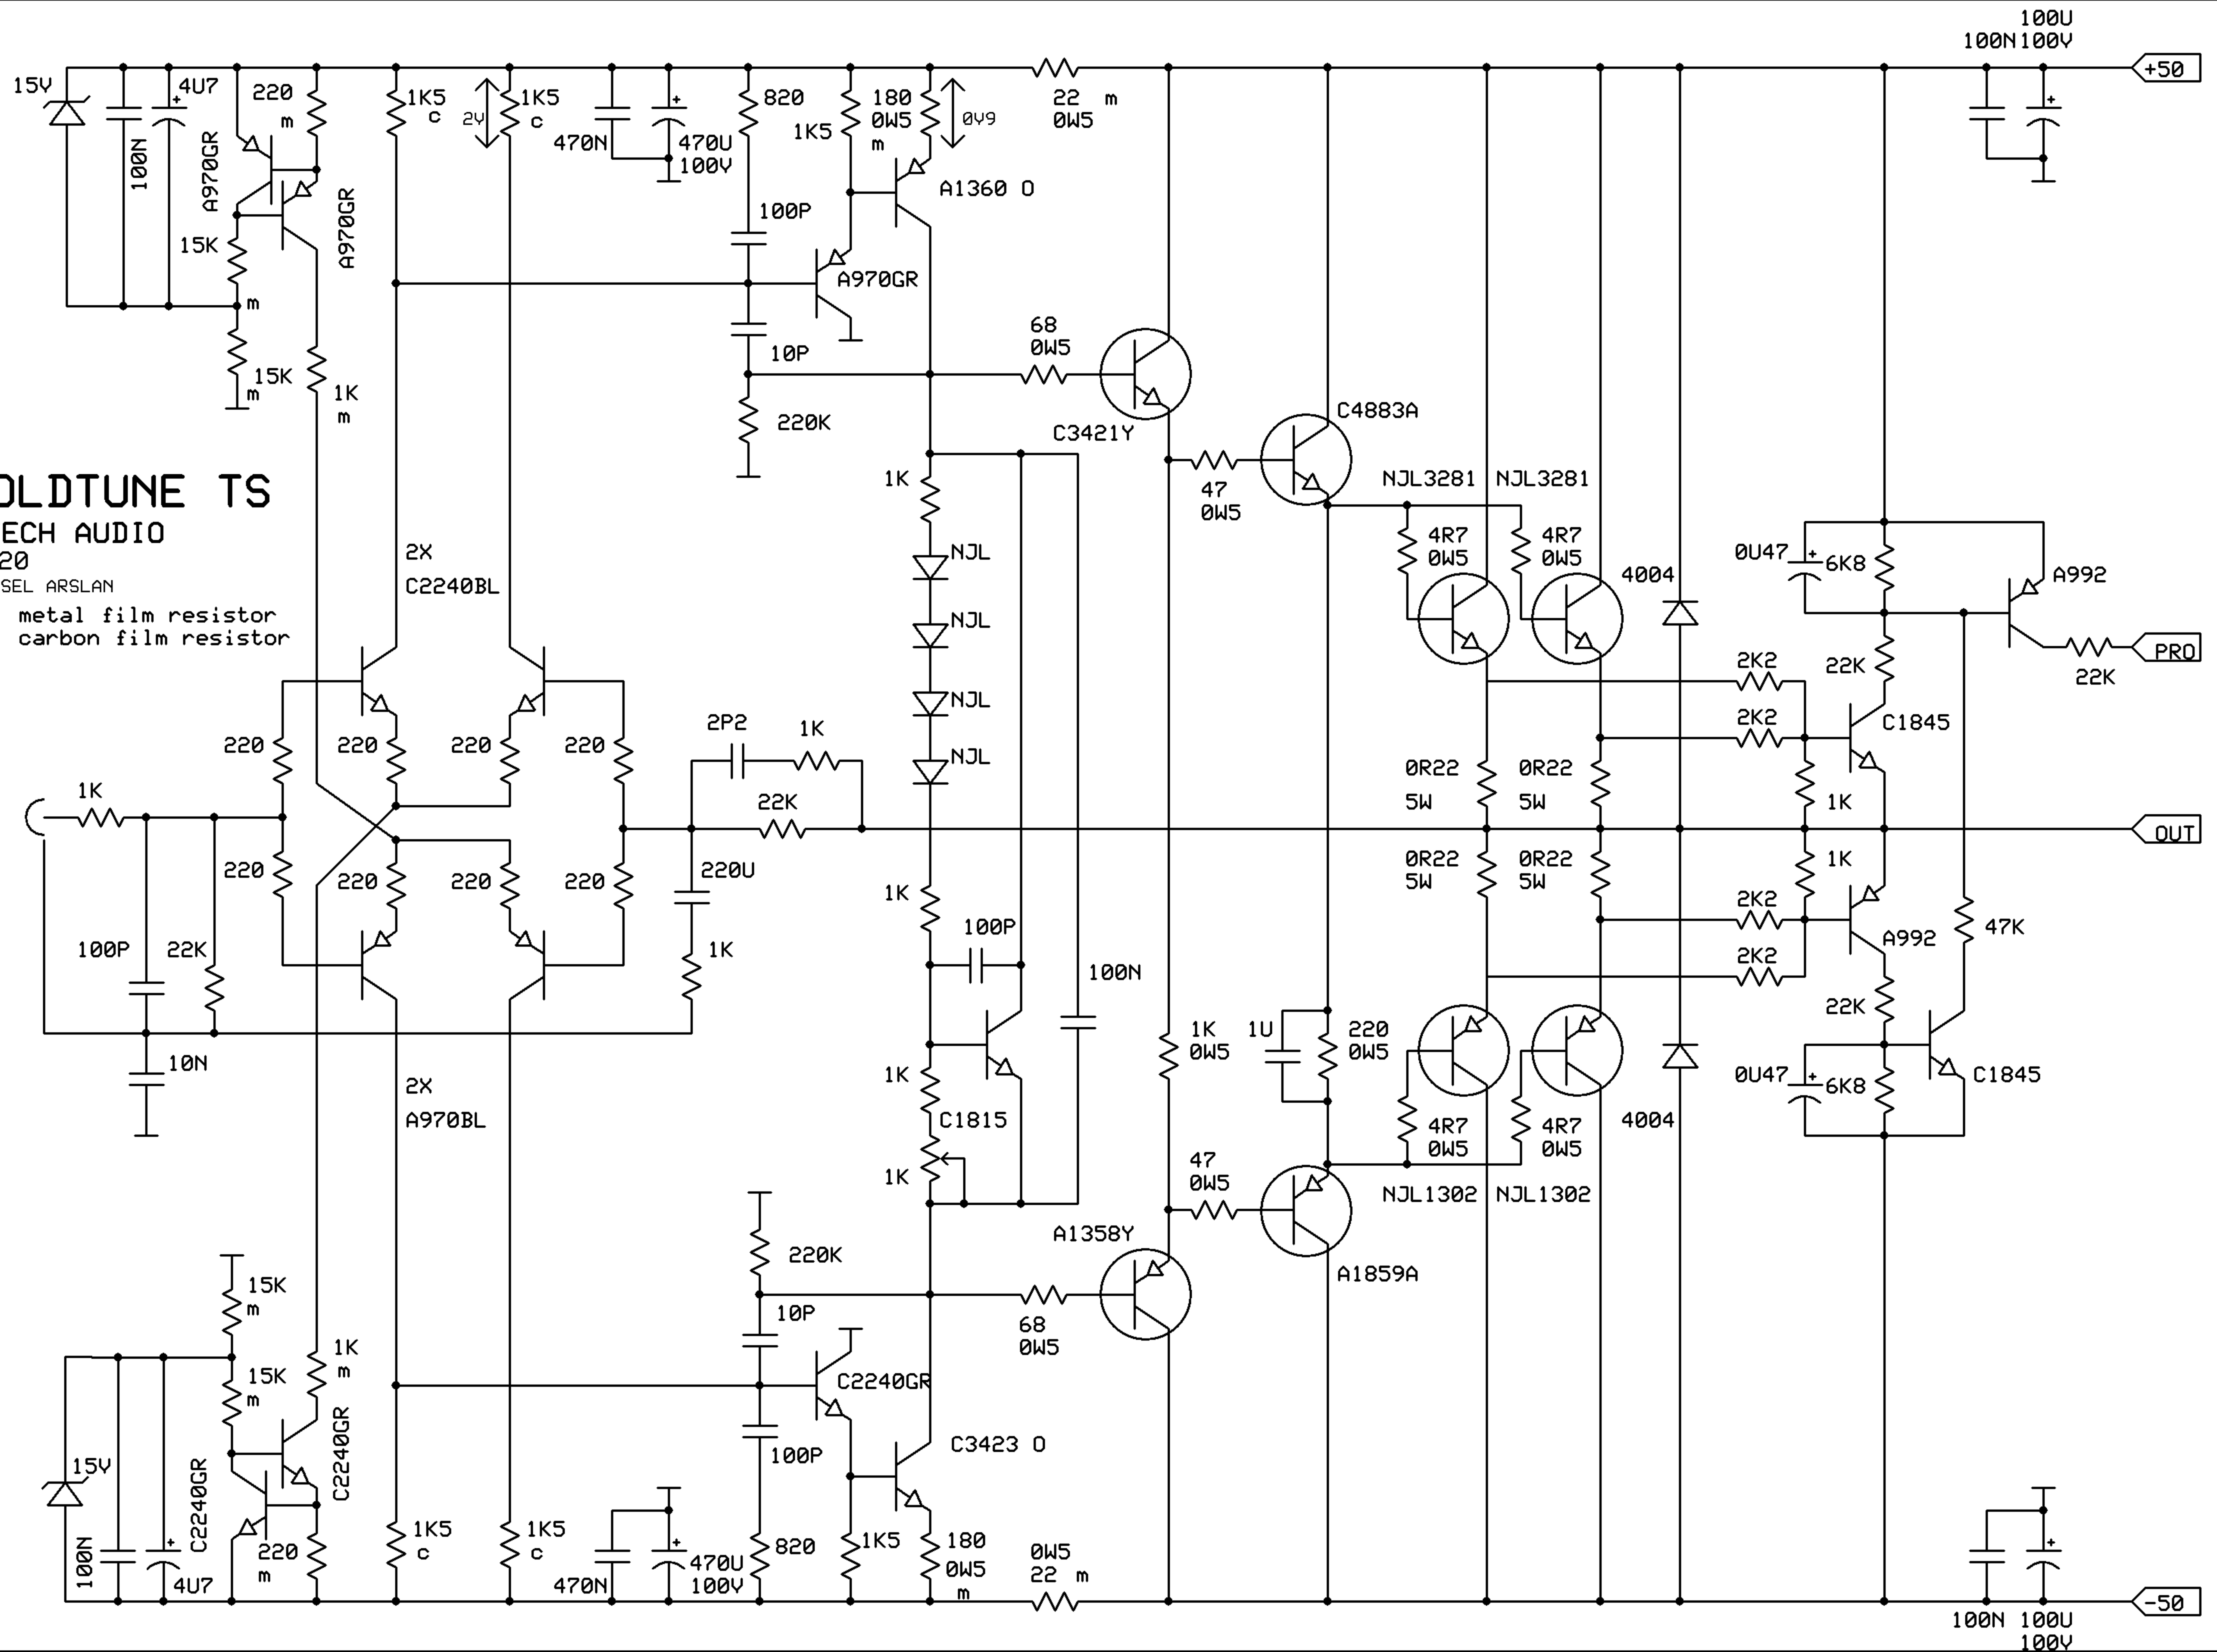 100U
100N 100V
+50
15V
4U7
220
m
100N
A970GR
A970GR
15K
m
15K
m
1K
m
1K5
c
2V
1K5
c
470N
470U
100V
820
1K5
180
0W5
m
0V9
22 m
0W5
A1360 O
100P
A970GR
10P
220K
68
0W5
C3421Y
C4883A
47
0W5
NJL3281
NJL3281
4R7
0W5
4R7
0W5
4004
0U47
+
6K8
A992
PRO
22K
22K
2K2
2K2
C1845
1K
OLDTUNE TS
ECH AUDIO
20
SEL ARSLAN
metal film resistor
carbon film resistor
2X
C2240BL
1K
NJL
NJL
NJL
NJL
220
220
220
220
2P2
1K
22K
1K
0R22
5W
0R22
5W
OUT
220
220
220
220
220U
1K
100P
22K
10N
1K
100P
100N
0R22
5W
0R22
5W
1K
2K2
2K2
A992
47K
22K
2X
A970BL
1K
C1815
1K
1K
0W5
1U
220
0W5
4R7
0W5
4R7
0W5
4004
0U47
+
6K8
C1845
47
0W5
NJL1302
NJL1302
A1358Y
A1859A
220K
10P
68
0W5
C2240GR
100P
C3423 O
15K
m
15K
m
1K
m
15V
C2240GR
C2240GR
100N
4U7
220
m
1K5
c
1K5
c
470N
470U
100V
820
1K5
180
0W5
m
0W5
22 m
-50
100N 100U
100V